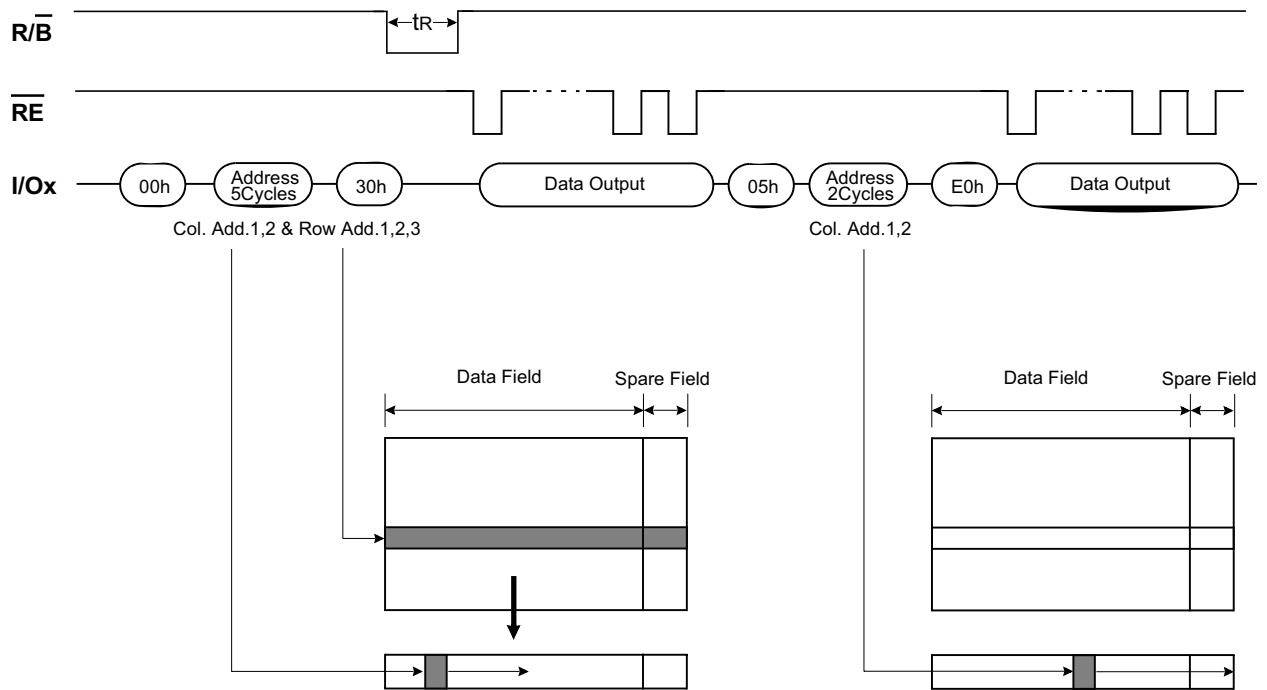 R/B
tR
RE
I/Ox
00h
Address
5Cycles
30h
Data Output
05h
Address
2Cycles
E0h
Data Output
Col. Add.1,2 & Row Add.1,2,3
Col. Add.1,2
Data Field
Spare Field
Data Field
Spare Field